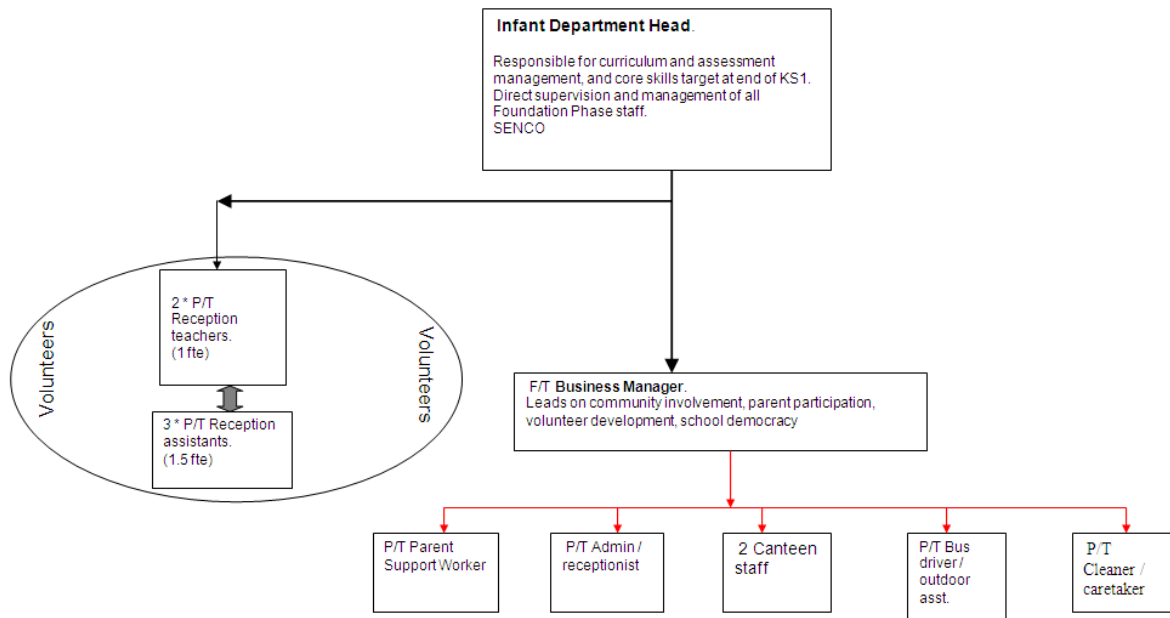 Infant Department Head.
Responsible for curriculum and assessment
management, and core skills target at end of KS1.
Direct supervision and management of all
Foundation Phase staff.
SENCO
Volunteers
2 * P/T
Reception
teachers.
(1 fte)
Volunteers
3 * P/T Reception
assistants.
(1.5 fte)
F/T Business Manager.
Leads on community involvement, parent participation,
volunteer development, school democracy
P/T Parent
Support Worker
P/T Admin /
receptionist
2 Canteen
staff
P/T Bus
driver /
outdoor
asst.
P/T
Cleaner /
caretaker